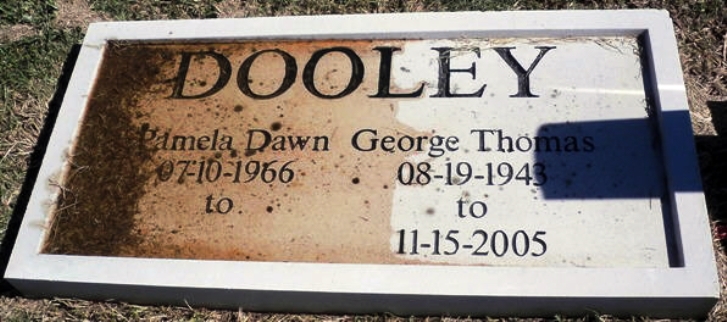 DOOLEY
Pamela Dawn George Thomas
07-10-1966 08-19-1943
to to
11-15-2005